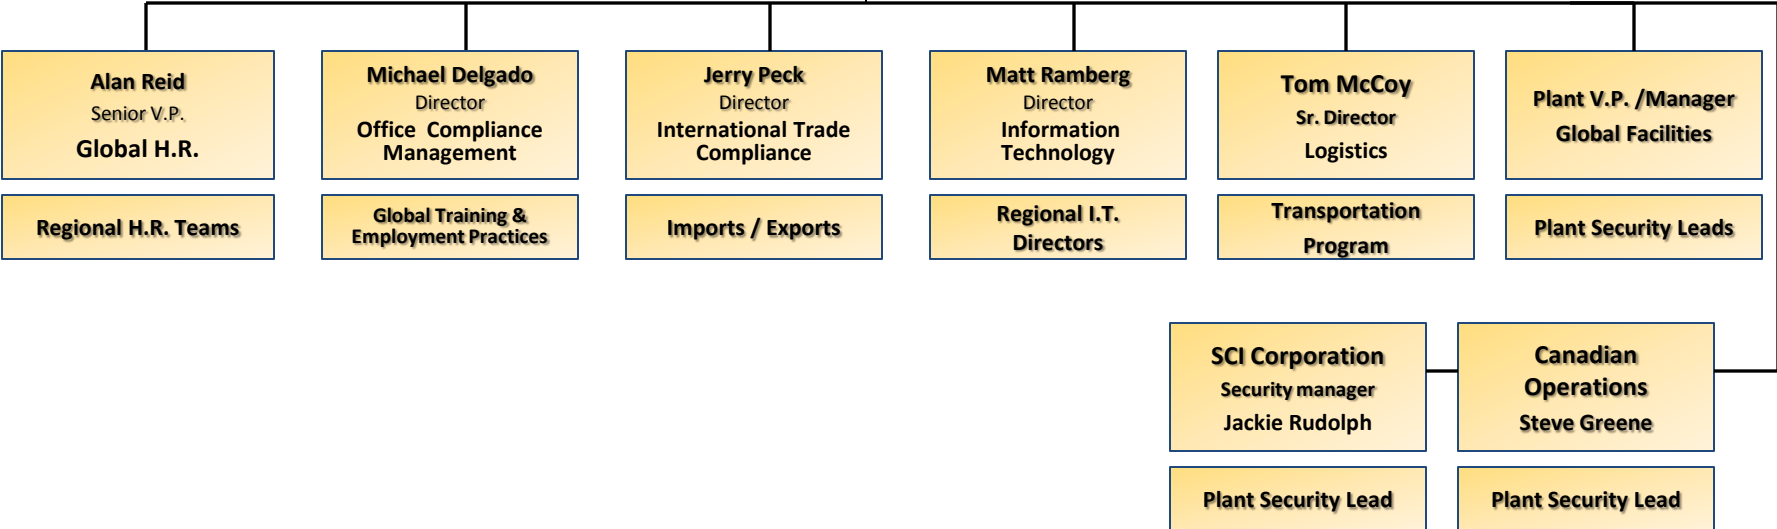 Alan Reid
Senior V.P.
Global H.R.
Michael Delgado
Director
Office  Compliance
Management
Jerry Peck
Director
International Trade
Compliance
Matt Ramberg
Director
Information
Technology
Tom McCoy
Sr. Director
Logistics
Plant V.P. /Manager
Global Facilities
Regional H.R. Teams
Global Training &
Employment Practices
Imports / Exports
Regional I.T.
Directors
Transportation
Program
Plant Security Leads
SCI Corporation
Security manager
Jackie Rudolph
Canadian
Operations
Steve Greene
Plant Security Lead
Plant Security Lead